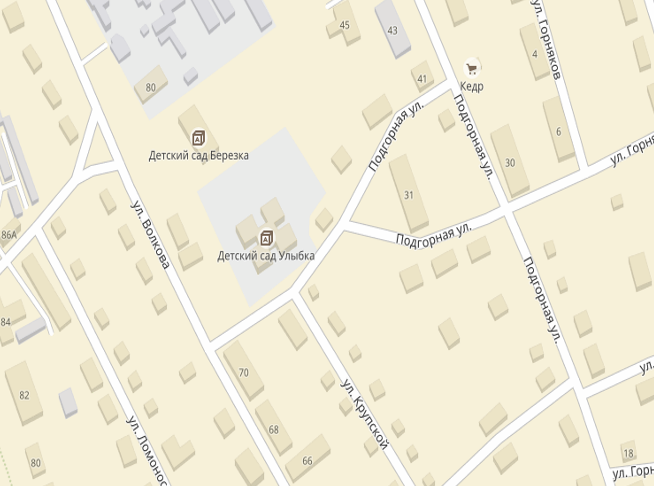 45
43
ул. Горняков
4
41
Кедр
80
Подгорная ул.
Подгорная ул.
6
Детский сад Березка
30
ул. Горня
31
ул. Волкова
86А
Подгорная ул.
Детский сад Улыбка
Подгорная ул.
84
70
ул.
82
ул. Крупской
ул. Ломонос
68
66
80
18
ул. Горн